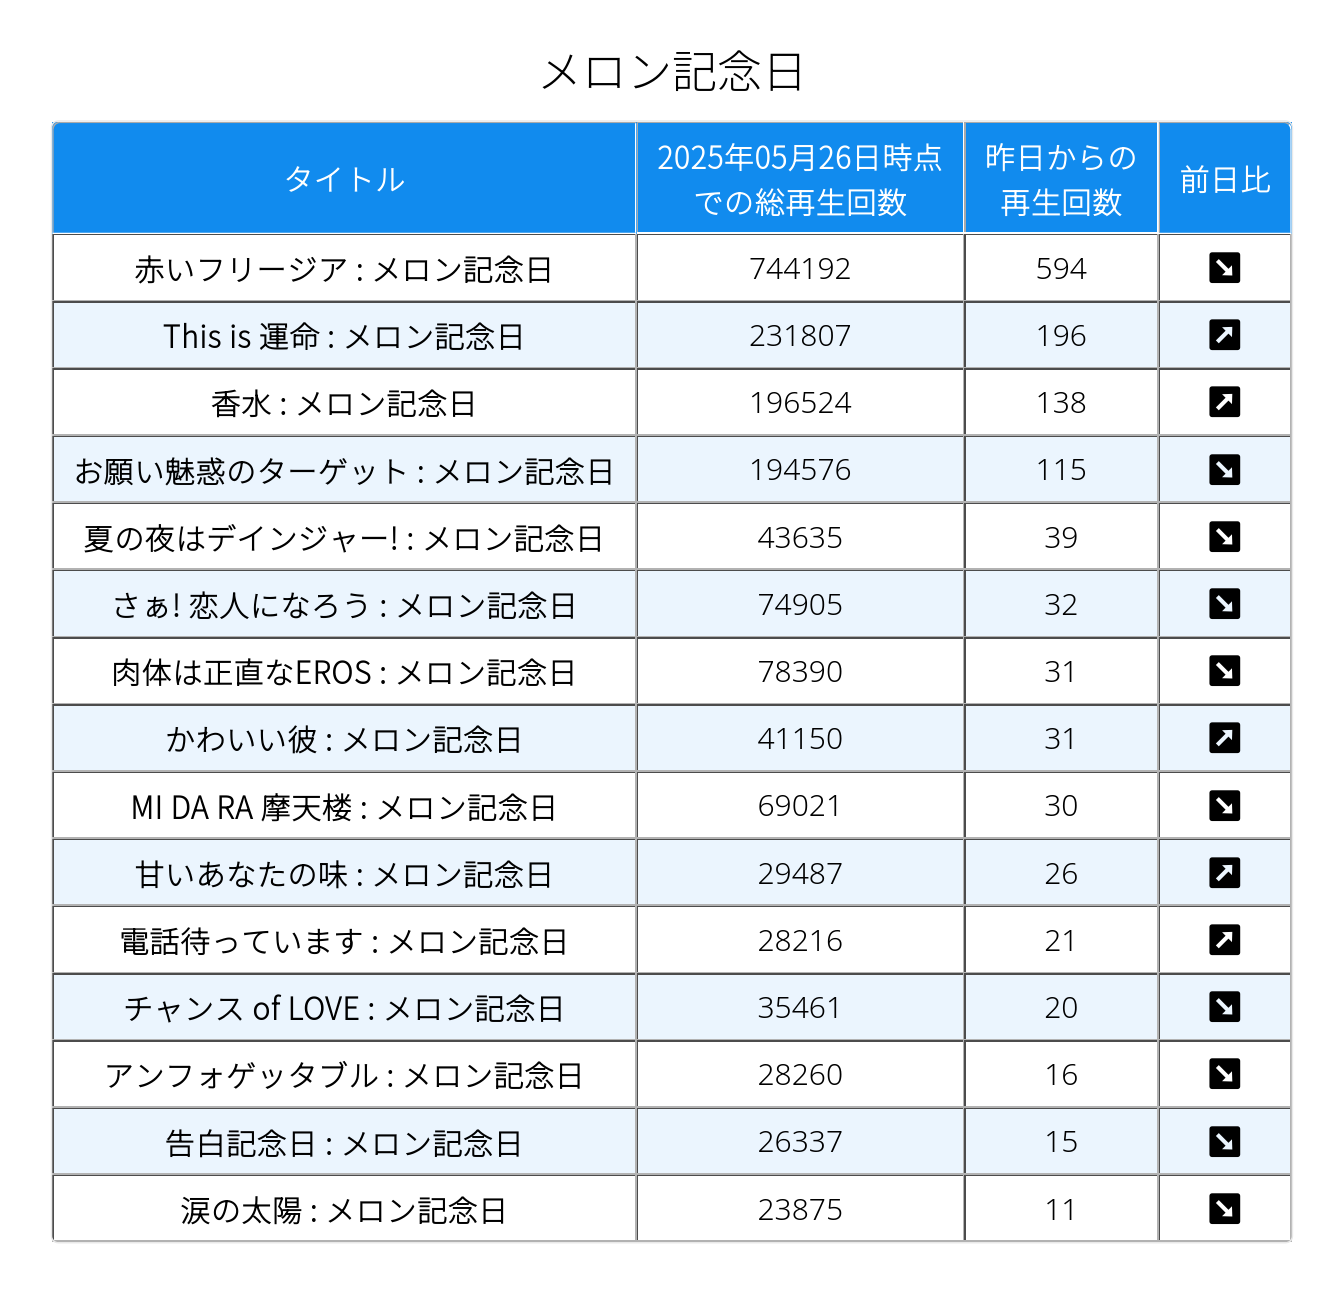 メロン記念日
タイトル 2025年05月26日時点での総再生回数 昨日からの再生回数 前日比
赤いフリージア : メロン記念日 744192 594 ↘
This is 運命 : メロン記念日 231807 196 ↗
香水 : メロン記念日 196524 138 ↗
お願い魅惑のターゲット : メロン記念日 194576 115 ↘
夏の夜はデインジャー! : メロン記念日 43635 39 ↘
さぁ! 恋人になろう : メロン記念日 74905 32 ↘
肉体は正直なEROS : メロン記念日 78390 31 ↘
かわいい彼 : メロン記念日 41150 31 ↗
MI DA RA 摩天楼 : メロン記念日 69021 30 ↘
甘いあなたの味 : メロン記念日 29487 26 ↗
電話待っています : メロン記念日 28216 21 ↗
チャンス of LOVE : メロン記念日 35461 20 ↘
アンフォゲッタブル : メロン記念日 28260 16 ↘
告白記念日 : メロン記念日 26337 15 ↘
涙の太陽 : メロン記念日 23875 11 ↘